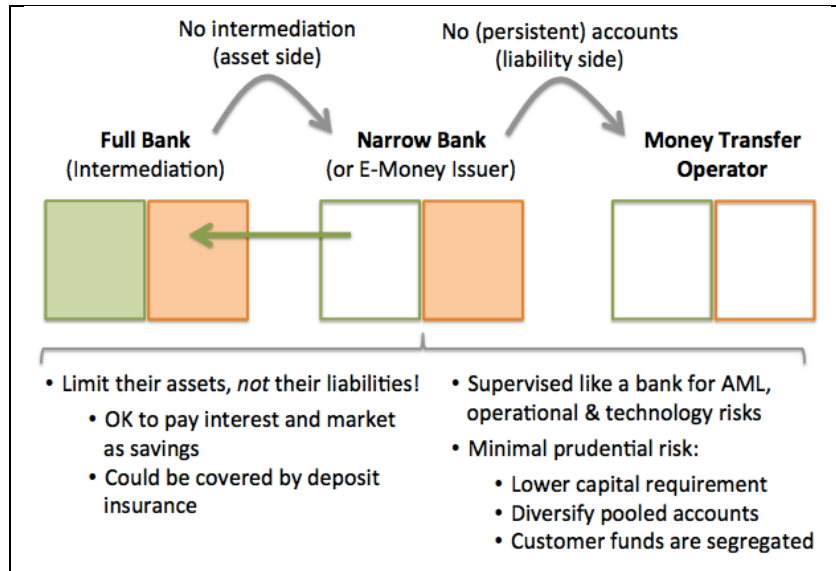 No intermediation
(asset side)
No (persistent) accounts
(liability side)
Full Bank
(Intermediation)
Narrow Bank
(or E-Money Issuer)
Money Transfer
Operator
• Limit their assets, not their liabilities!
• OK to pay interest and market
as savings
• Could be covered by deposit
insurance
• Supervised like a bank for AML,
operational & technology risks
• Minimal prudential risk:
• Lower capital requirement
• Diversify pooled accounts
• Customer funds are segregated